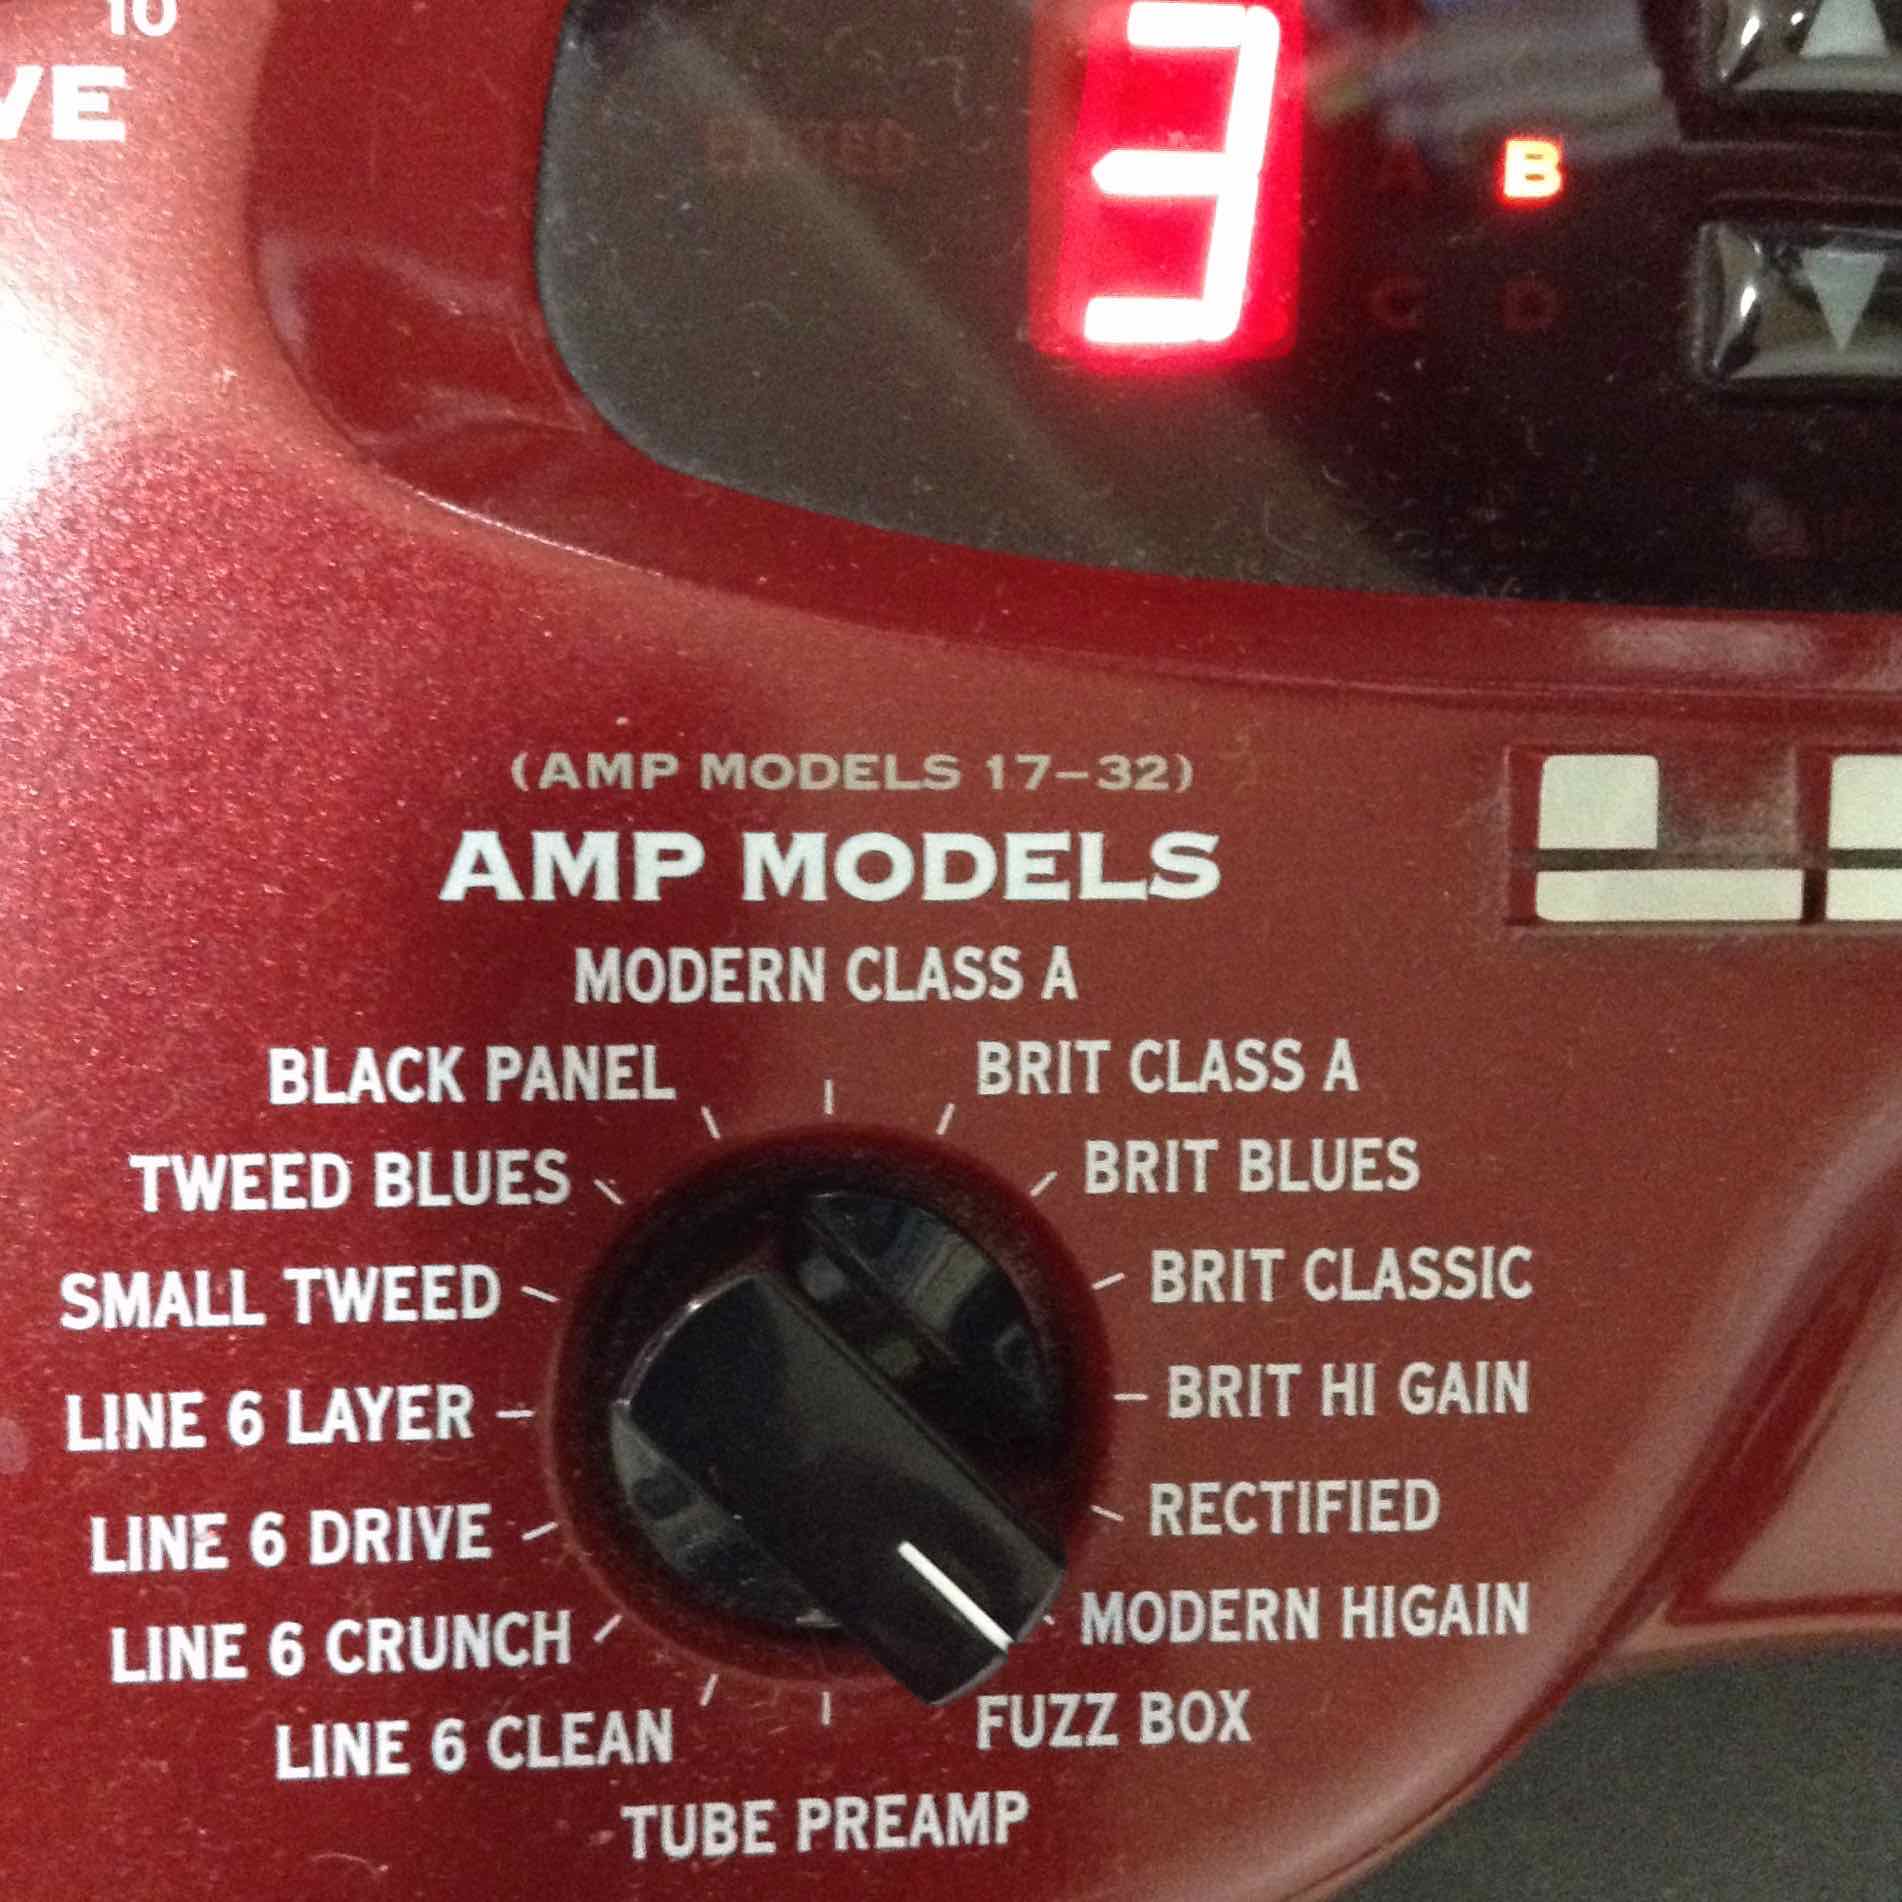 10
VE
3
A B
C D
(AMP MODELS 17–32)
AMP MODELS
MODERN CLASS A
BLACK PANEL
BRIT CLASS A
TWEED BLUES
BRIT BLUES
SMALL TWEED
BRIT CLASSIC
LINE 6 LAYER
BRIT HI GAIN
LINE 6 DRIVE
RECTIFIED
LINE 6 CRUNCH
MODERN HIGAIN
LINE 6 CLEAN
FUZZ BOX
TUBE PREAMP